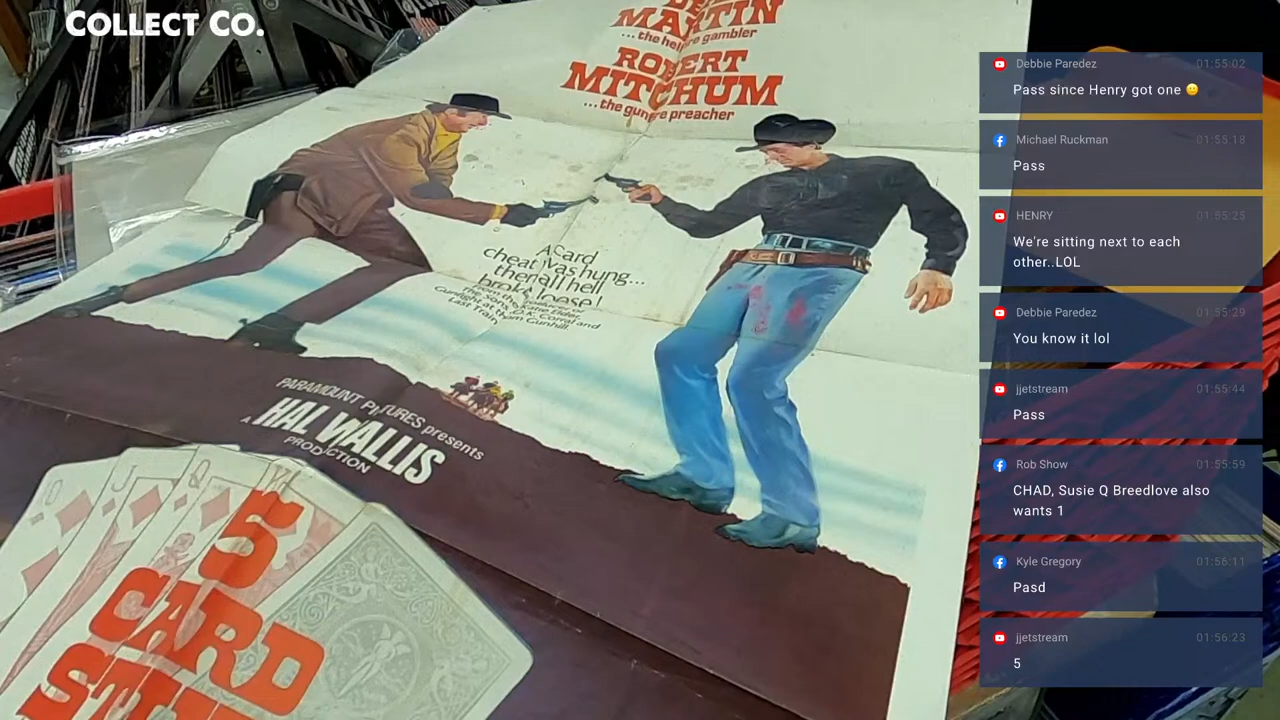 COLLECT CO.
MARTIN
...the hellfire gambler
ROBERT
MITCHUM
...the gunfire preacher
A card
cheat was hung...
then all hell
broke loose!
Last Train
PARAMOUNT PICTURES presents
A HAL WALLIS
PRODUCTION
5
CARD
Debbie Paredez 01:55:02
Pass since Henry got one 🙂
Michael Ruckman 01:55:18
Pass
HENRY 01:55:25
We're sitting next to each
other..LOL
Debbie Paredez 01:55:29
You know it lol
jjetstream 01:55:44
Pass
Rob Show 01:55:59
CHAD, Susie Q Breedlove also
wants 1
Kyle Gregory 01:56:11
Pasd
jjetstream 01:56:23
5